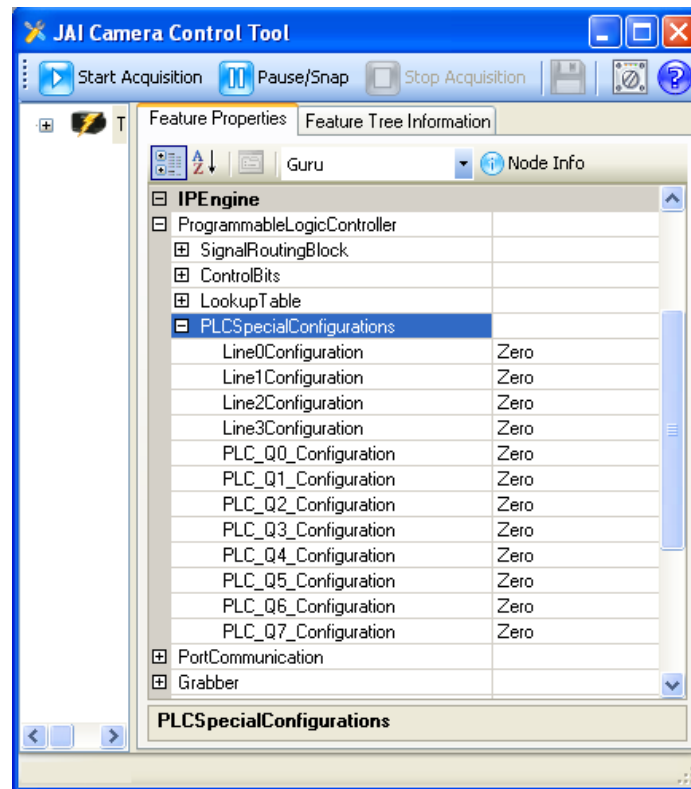 JAI Camera Control Tool
Start Acquisition Pause/Snap Stop Acquisition
T
Feature Properties Feature Tree Information
A Z Guru Node Info
IPEngine
ProgrammableLogicController
SignalRoutingBlock
ControlBits
LookupTable
PLCSpecialConfigurations
Line0Configuration Zero
Line1Configuration Zero
Line2Configuration Zero
Line3Configuration Zero
PLC_Q0_Configuration Zero
PLC_Q1_Configuration Zero
PLC_Q2_Configuration Zero
PLC_Q3_Configuration Zero
PLC_Q4_Configuration Zero
PLC_Q5_Configuration Zero
PLC_Q6_Configuration Zero
PLC_Q7_Configuration Zero
PortCommunication
Grabber
PLCSpecialConfigurations